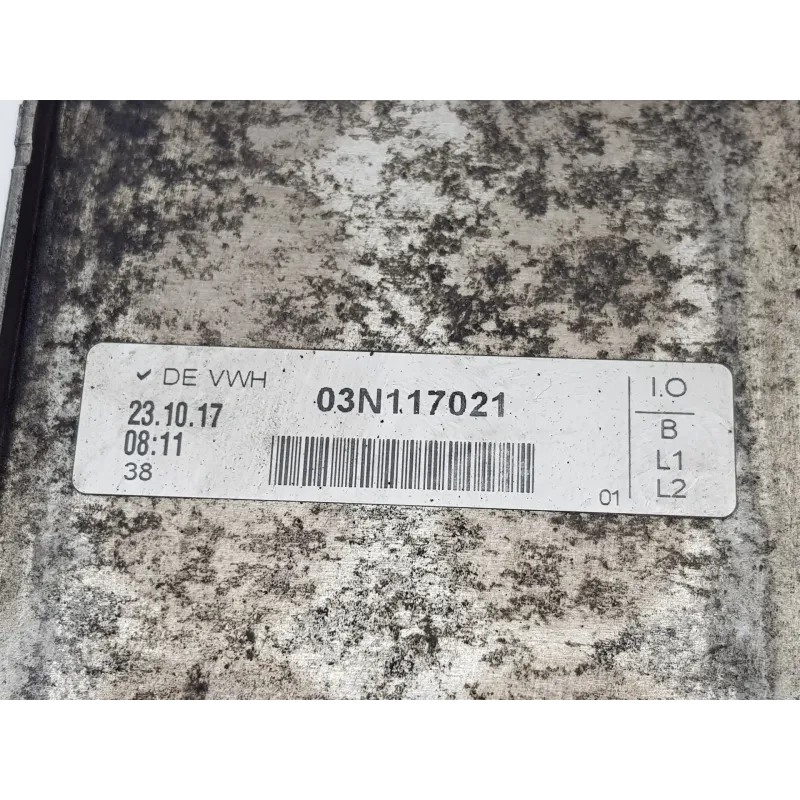 ✓ DE VWH
03N117021
23.10.17
08:11
38
01
I.O
B
L1
L2